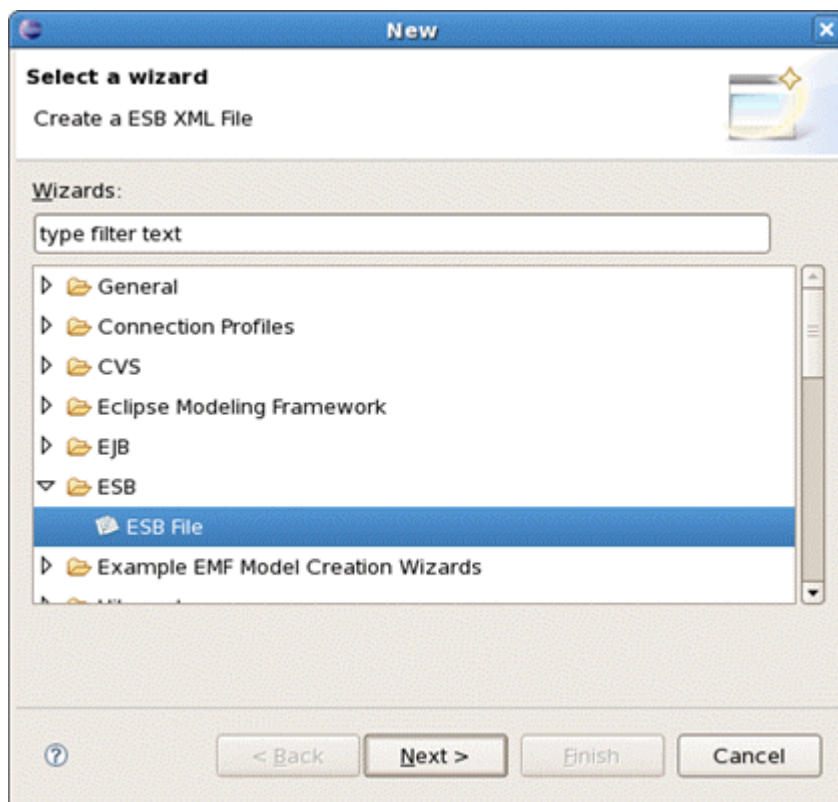 New
Select a wizard
Create a ESB XML File
Wizards:
type filter text
General
Connection Profiles
CVS
Eclipse Modeling Framework
EJB
ESB
ESB File
Example EMF Model Creation Wizards
< Back Next > Finish Cancel